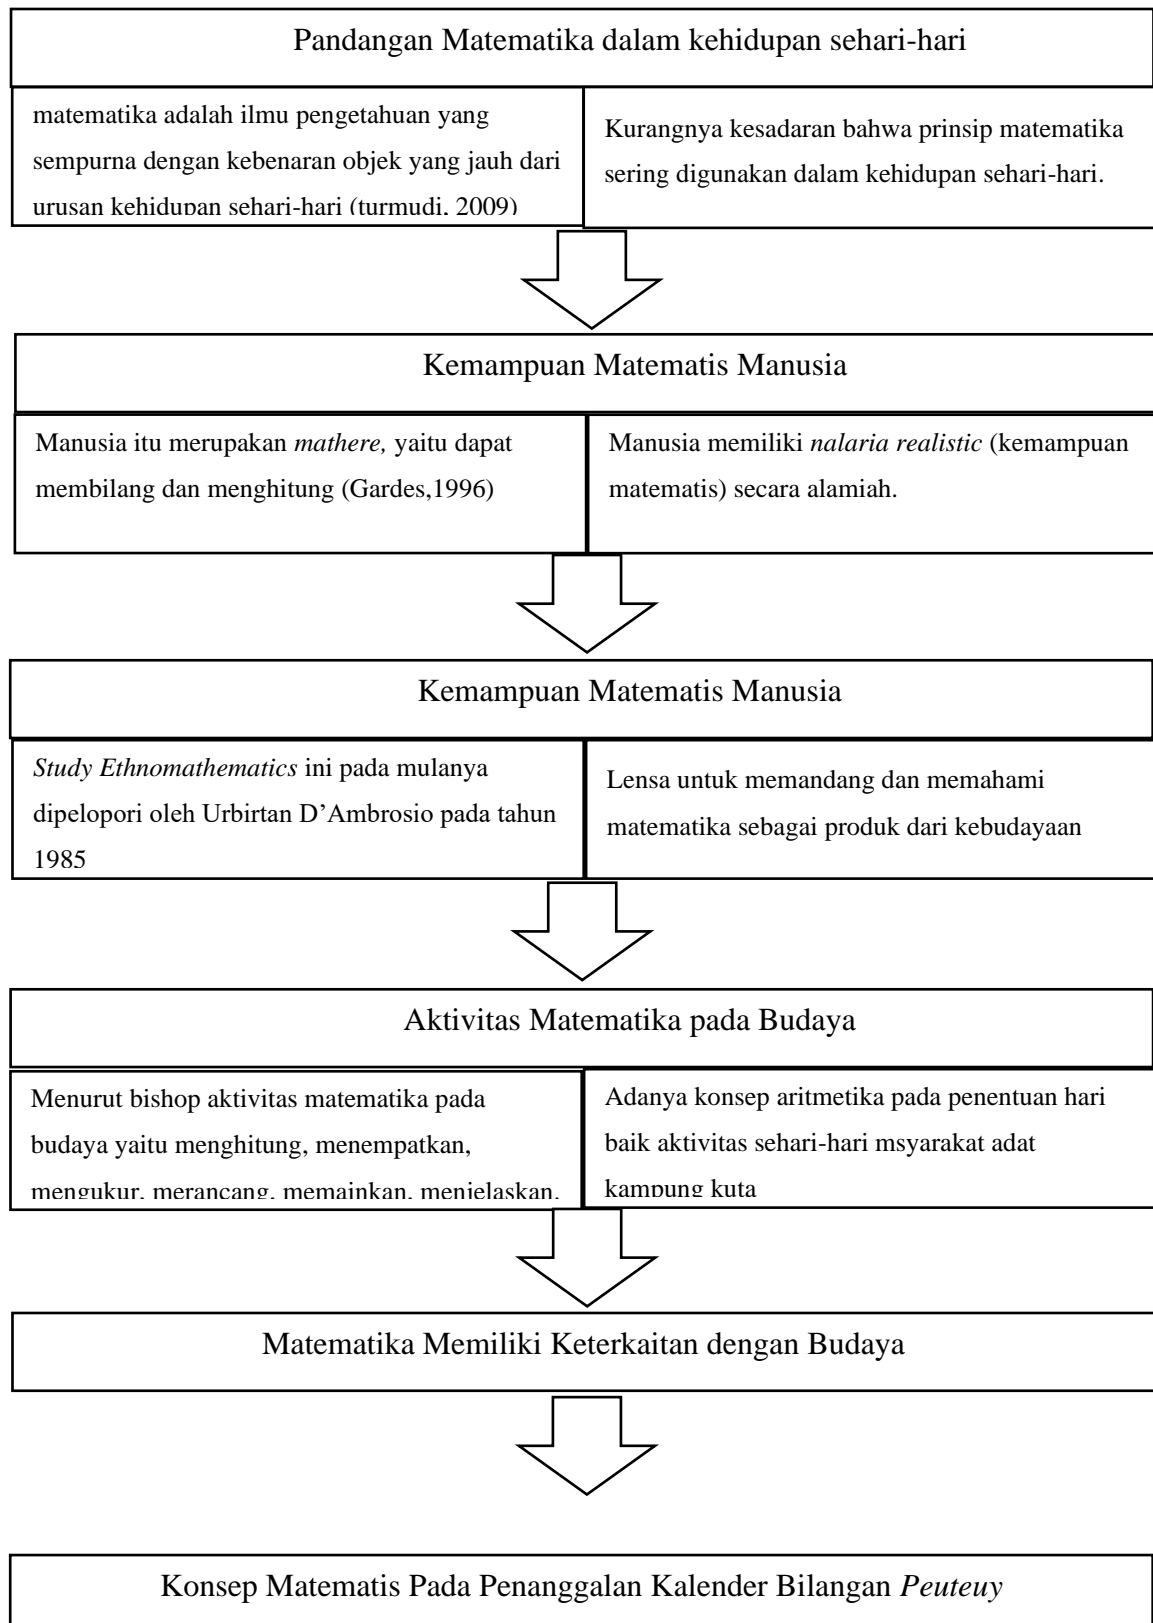 Pandangan Matematika dalam kehidupan sehari-hari
matematika adalah ilmu pengetahuan yang
sempurna dengan kebenaran objek yang jauh dari
urusan kehidupan sehari-hari (turmudi, 2009)
Kurangnya kesadaran bahwa prinsip matematika
sering digunakan dalam kehidupan sehari-hari.
Kemampuan Matematis Manusia
Manusia itu merupakan mathere, yaitu dapat
membilang dan menghitung (Gardes,1996)
Manusia memiliki nalaria realistic (kemampuan
matematis) secara alamiah.
Kemampuan Matematis Manusia
Study Ethnomathematics ini pada mulanya
dipelopori oleh Urbirtan D’Ambrosio pada tahun
1985
Lensa untuk memandang dan memahami
matematika sebagai produk dari kebudayaan
Aktivitas Matematika pada Budaya
Menurut bishop aktivitas matematika pada
budaya yaitu menghitung, menempatkan,
mengukur, merancang, memainkan, menjelaskan.
Adanya konsep aritmetika pada penentuan hari
baik aktivitas sehari-hari msyarakat adat
kampung kuta
Matematika Memiliki Keterkaitan dengan Budaya
Konsep Matematis Pada Penanggalan Kalender Bilangan Peuteuy